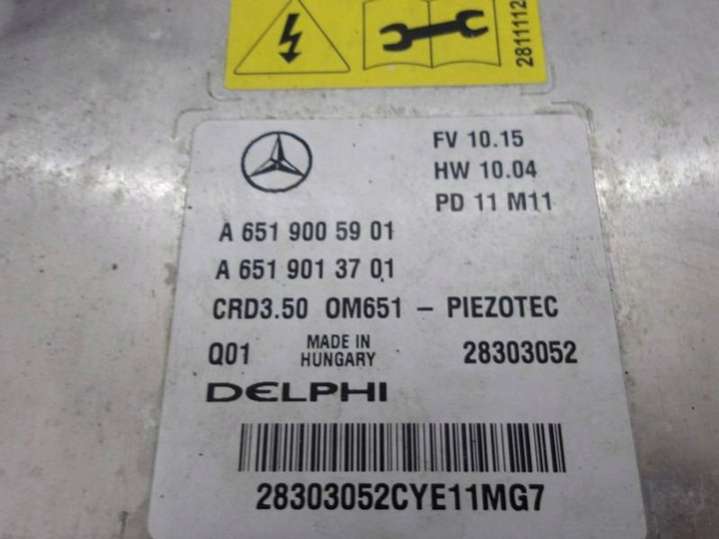 2811112
FV 10.15
HW 10.04
PD 11 M11
A 651 900 59 01
A 651 901 37 01
CRD3.50 OM651 - PIEZOTEC
Q01 MADE IN HUNGARY 28303052
DELPHI
28303052CYE11MG7